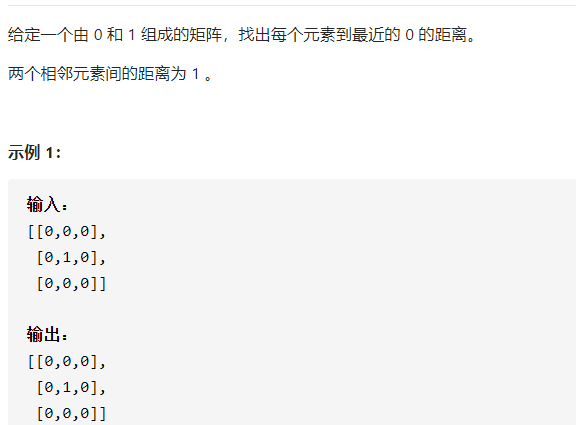 给定一个由 0 和 1 组成的矩阵，找出每个元素到最近的 0 的距离。
两个相邻元素间的距离为 1 。
示例 1：
输入：
[[0,0,0],
 [0,1,0],
 [0,0,0]]
输出：
[[0,0,0],
 [0,1,0],
 [0,0,0]]